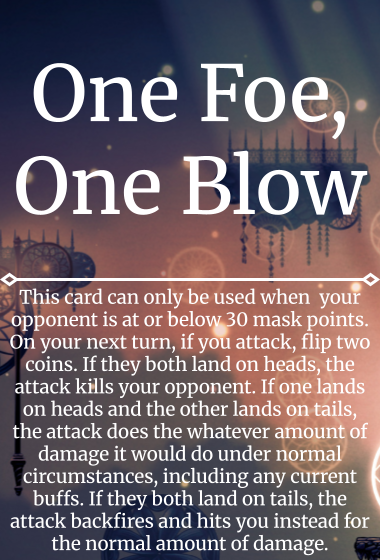 One Foe,
One Blow
This card can only be used when  your
opponent is at or below 30 mask points.
On your next turn, if you attack, flip two
coins. If they both land on heads, the
attack kills your opponent. If one lands
on heads and the other lands on tails,
the attack does the whatever amount of
damage it would do under normal
circumstances, including any current
buffs. If they both land on tails, the
attack backfires and hits you instead for
the normal amount of damage.